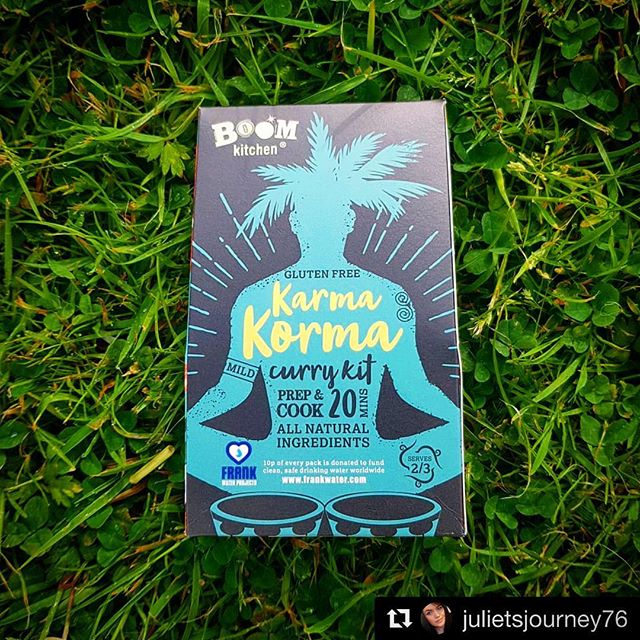 BOOM
kitchen®
GLUTEN FREE
Karma
Korma
MILD
curry kit
PREP &
COOK 20 MINS
ALL NATURAL
INGREDIENTS
FRANK
WATER PROJECTS
10p of every pack is donated to fund
clean, safe drinking water worldwide
www.frankwater.com
SERVES
2/3
julietsjourney76